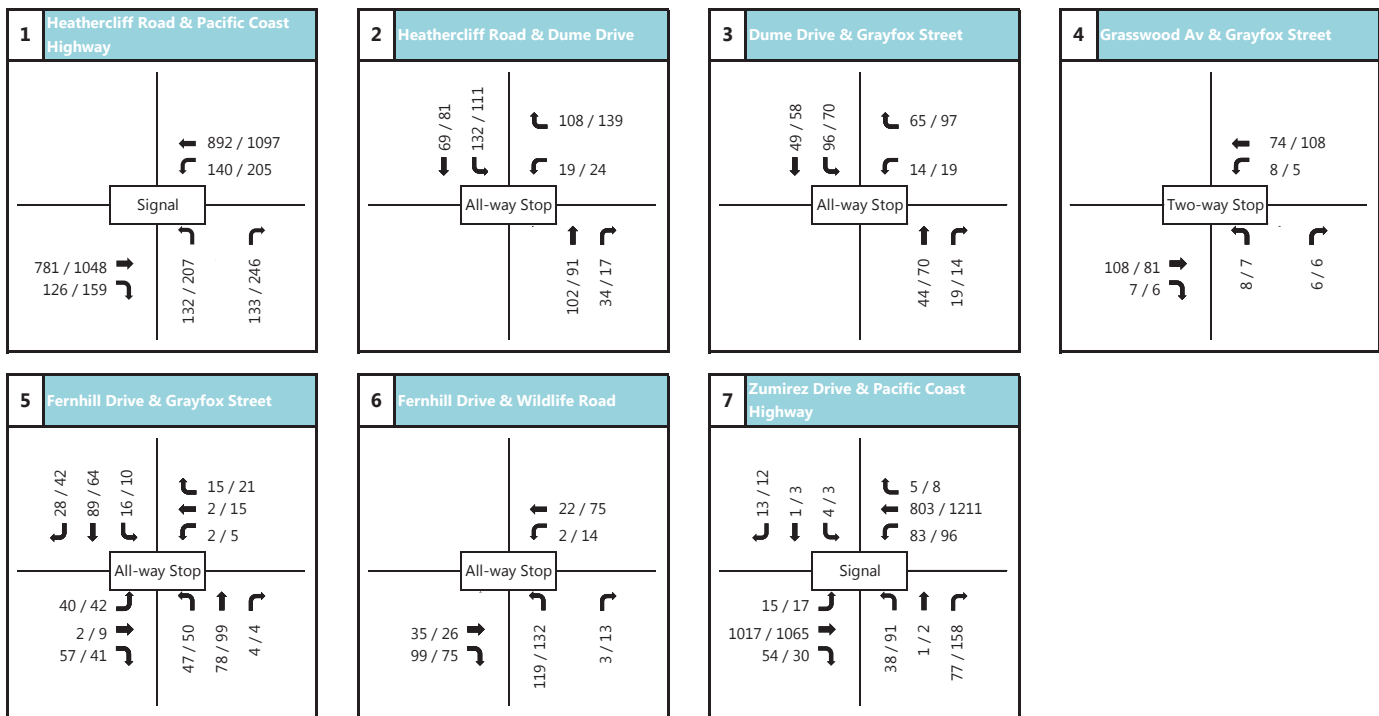 1
Heathercliff Road & Pacific Coast
Highway
892 / 1097
140 / 205
Signal
781 / 1048
126 / 159
132 / 207
133 / 246
2
Heathercliff Road & Dume Drive
69 / 81
132 / 111
108 / 139
19 / 24
All-way Stop
102 / 91
34 / 17
3
Dume Drive & Grayfox Street
49 / 58
96 / 70
65 / 97
14 / 19
All-way Stop
44 / 70
19 / 14
4
Grasswood Av & Grayfox Street
74 / 108
8 / 5
Two-way Stop
108 / 81
7 / 6
8 / 7
6 / 6
5
Fernhill Drive & Grayfox Street
28 / 42
89 / 64
16 / 10
15 / 21
2 / 15
2 / 5
All-way Stop
40 / 42
2 / 9
57 / 41
47 / 50
78 / 99
4 / 4
6
Fernhill Drive & Wildlife Road
22 / 75
2 / 14
All-way Stop
35 / 26
99 / 75
119 / 132
3 / 13
7
Zumirez Drive & Pacific Coast
Highway
13 / 12
1 / 3
4 / 3
5 / 8
803 / 1211
83 / 96
Signal
15 / 17
1017 / 1065
54 / 30
38 / 91
1 / 2
77 / 158